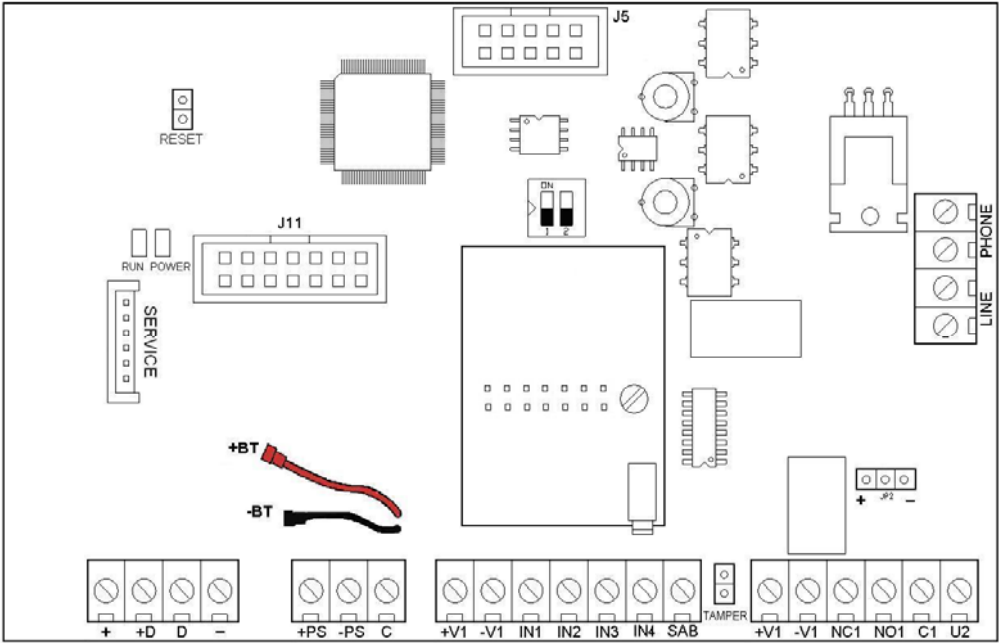 J5
RESET
ON
1 2
J11
RUN POWER
SERVICE
PHONE
LINE
+BT
-BT
+ JP2 -
TAMPER
+ +D D -
+PS -PS C
+V1 -V1 IN1 IN2 IN3 IN4 SAB
+V1 -V1 NC1 NO1 C1 U2